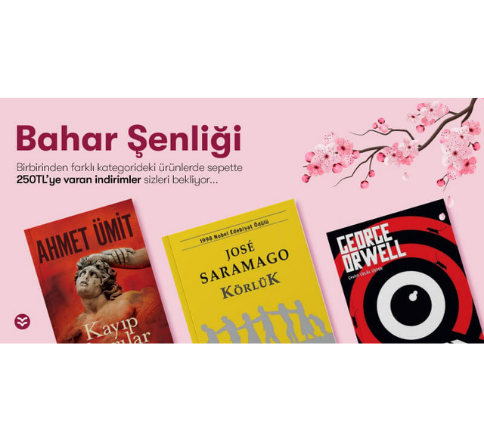 Bahar Şenliği
Birbirinden farklı kategorideki ürünlerde sepette
250TL'ye varan indirimler sizleri bekliyor...
AHMET ÜMİT
Kayıp
1998 Nobel Edebiyat Ödülü
JOSÉ
SARAMAGO
KÖRLÜK
GEORGE
ORWELL